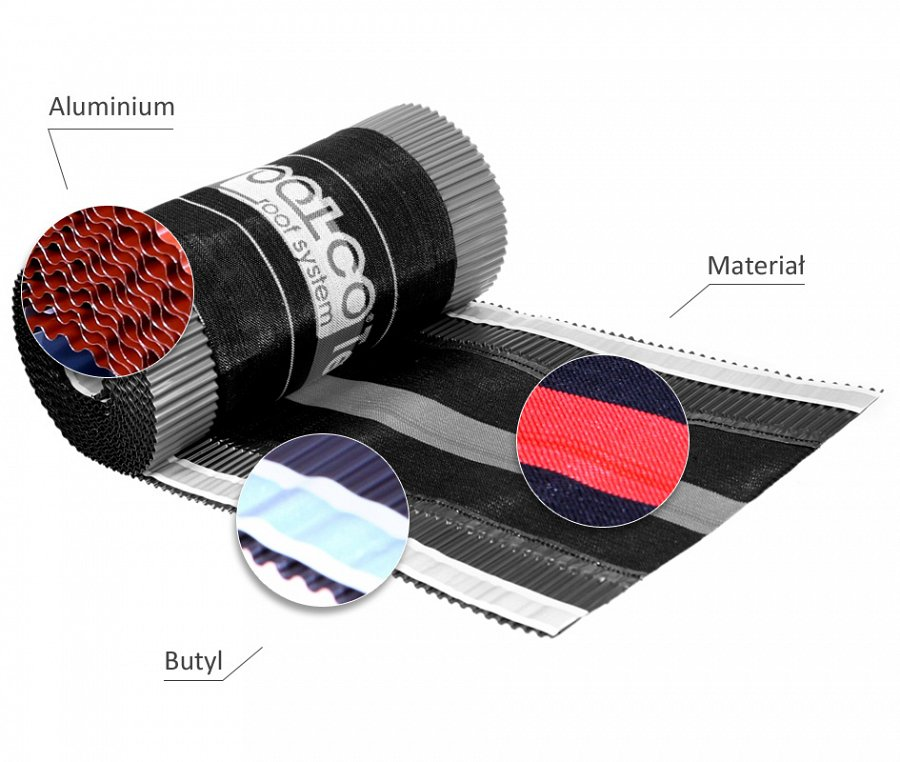 Aluminium
roof system
Materiał
Butyl